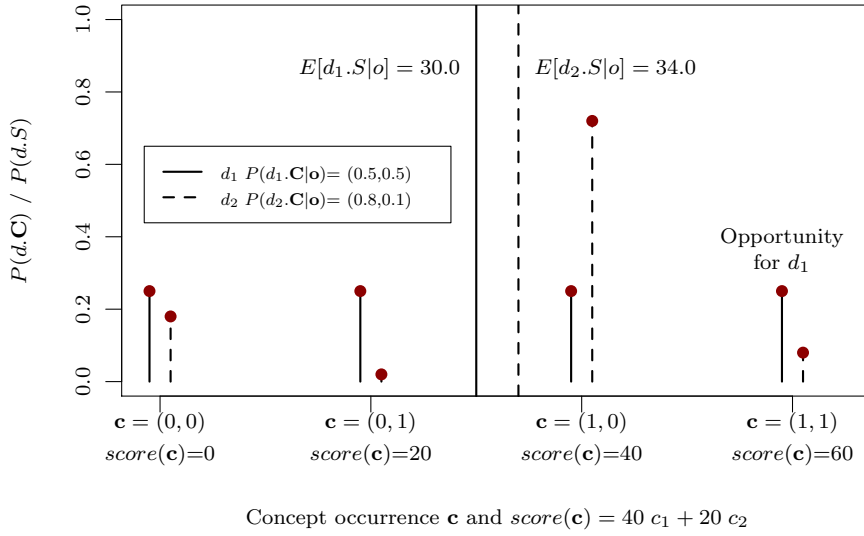 P(d.C) / P(d.S)
1.0
0.8
0.6
0.4
0.2
0.0
E[d₁.S|o] = 30.0
E[d₂.S|o] = 34.0
d₁ P(d₁.C|o)= (0.5,0.5)
d₂ P(d₂.C|o)= (0.8,0.1)
Opportunity
for d₁
c = (0, 0)
score(c)=0
c = (0, 1)
score(c)=20
c = (1, 0)
score(c)=40
c = (1, 1)
score(c)=60
Concept occurrence c and score(c) = 40 c₁ + 20 c₂